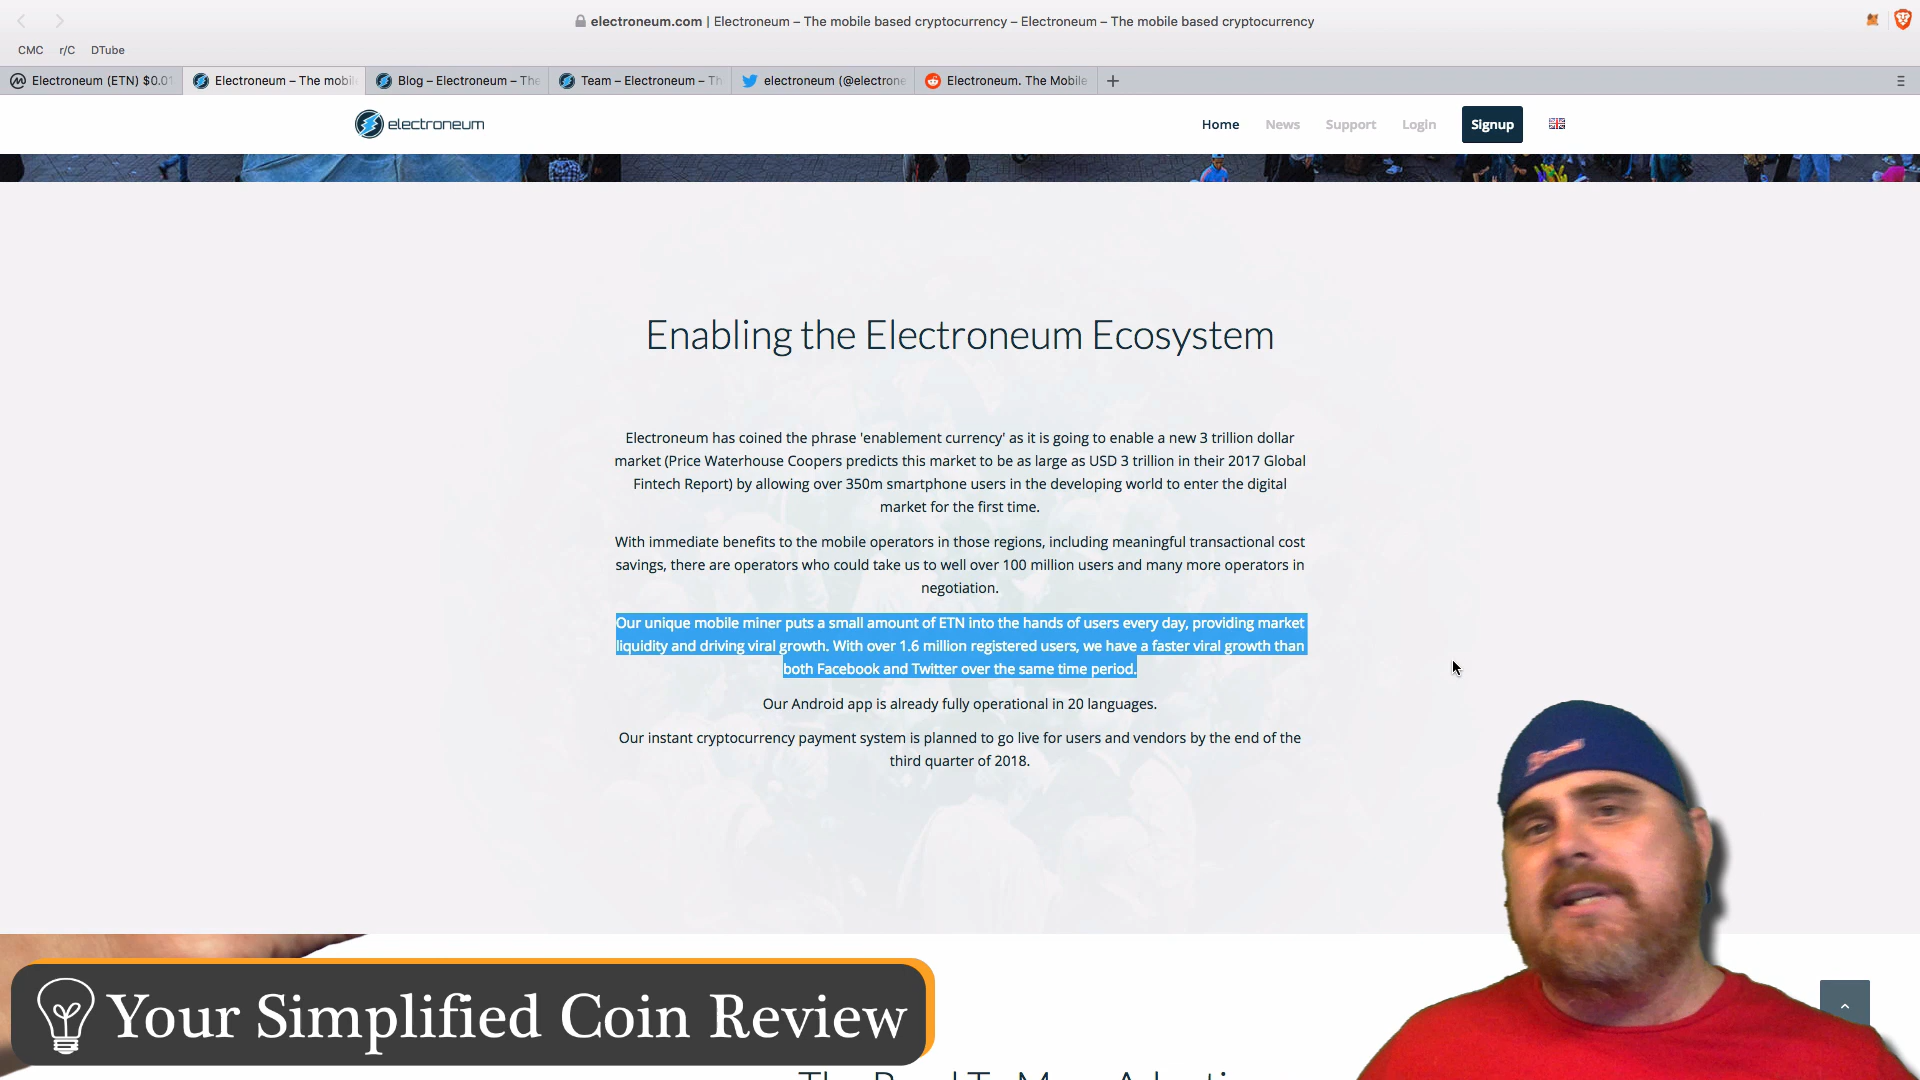 electroneum.com | Electroneum – The mobile based cryptocurrency – Electroneum – The mobile based cryptocurrency
CMC r/C DTube
Electroneum (ETN) $0.01 Electroneum – The mobil Blog – Electroneum – The Team – Electroneum – Th electroneum (@electrone Electroneum. The Mobile
electroneum Home News Support Login Signup
Enabling the Electroneum Ecosystem
Electroneum has coined the phrase 'enablement currency' as it is going to enable a new 3 trillion dollar
market (Price Waterhouse Coopers predicts this market to be as large as USD 3 trillion in their 2017 Global
Fintech Report) by allowing over 350m smartphone users in the developing world to enter the digital
market for the first time.
With immediate benefits to the mobile operators in those regions, including meaningful transactional cost
savings, there are operators who could take us to well over 100 million users and many more operators in
negotiation.
Our unique mobile miner puts a small amount of ETN into the hands of users every day, providing market
liquidity and driving viral growth. With over 1.6 million registered users, we have a faster viral growth than
both Facebook and Twitter over the same time period.
Our Android app is already fully operational in 20 languages.
Our instant cryptocurrency payment system is planned to go live for users and vendors by the end of the
third quarter of 2018.
Your Simplified Coin Review